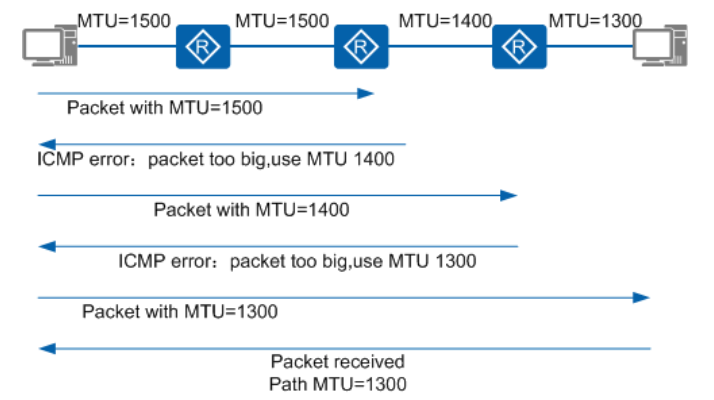 MTU=1500 MTU=1500 MTU=1400 MTU=1300
R R R
Packet with MTU=1500
ICMP error：packet too big,use MTU 1400
Packet with MTU=1400
ICMP error：packet too big,use MTU 1300
Packet with MTU=1300
Packet received
Path MTU=1300